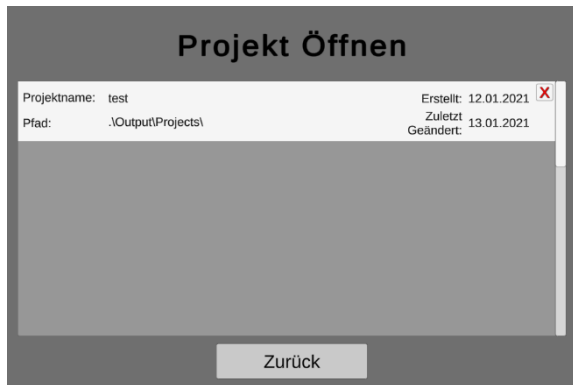 Projekt Öffnen
Projektname: test Erstellt: 12.01.2021 X
Pfad: .\Output\Projects\ Zuletzt Geändert: 13.01.2021
Zurück